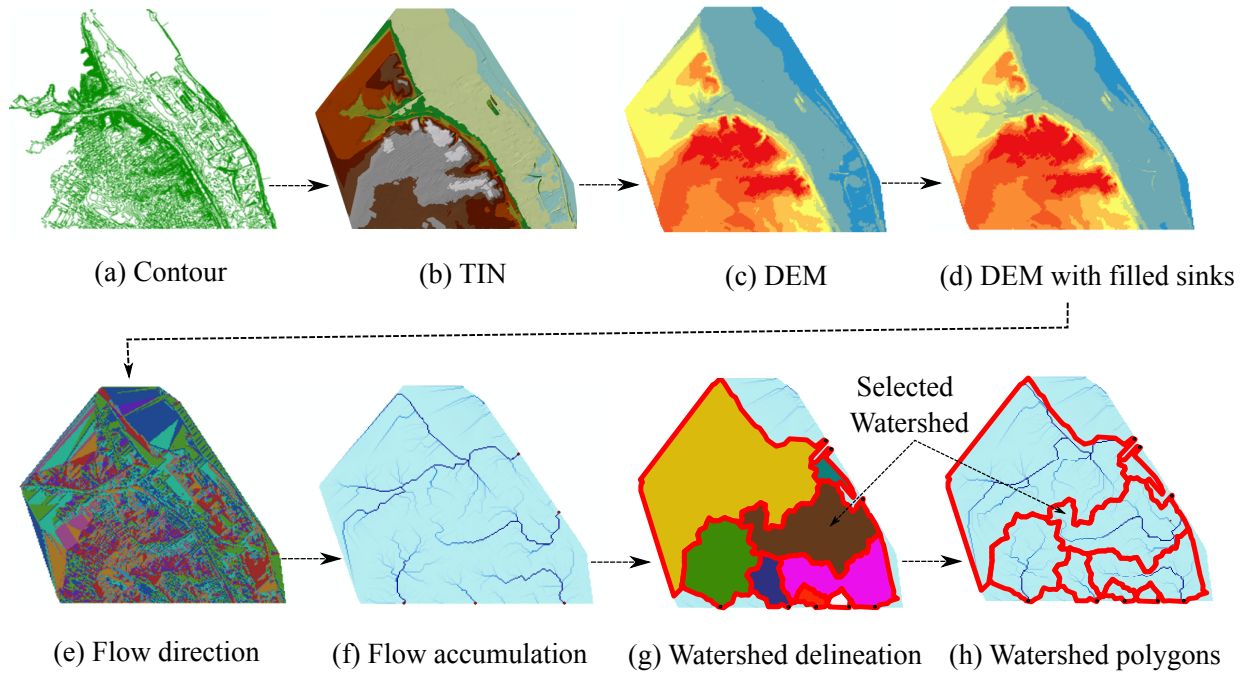 (a) Contour
(b) TIN
(c) DEM
(d) DEM with filled sinks
Selected
Watershed
(e) Flow direction
(f) Flow accumulation
(g) Watershed delineation
(h) Watershed polygons